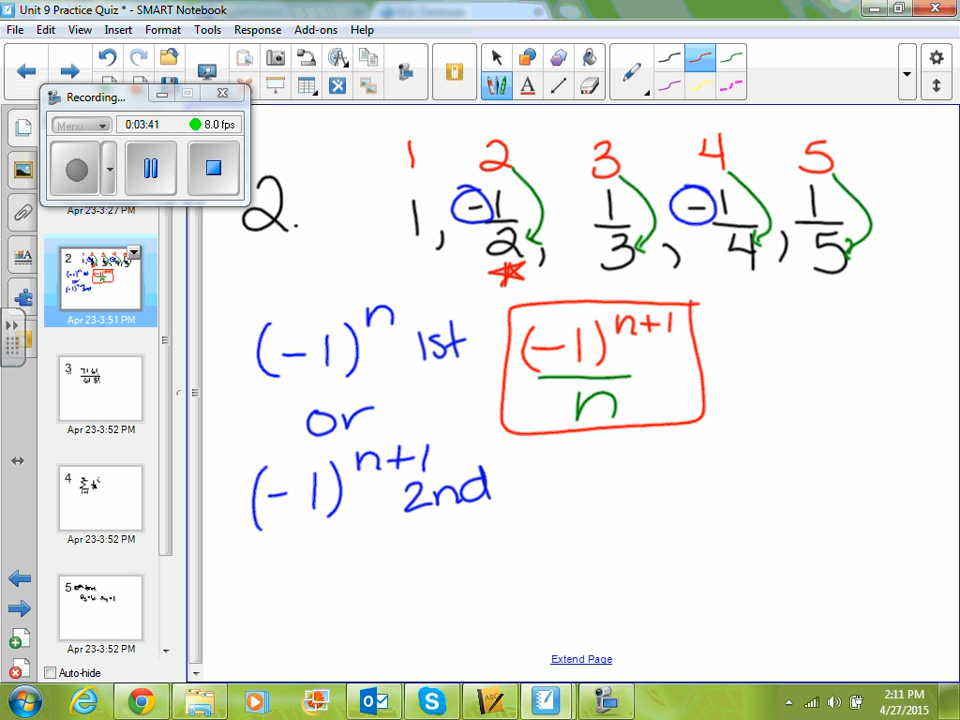 Unit 9 Practice Quiz * - SMART Notebook
File Edit View Insert Format Tools Response Add-ons Help
Recording...
Menu 0:03:41 8.0 fps
Apr 23-3:27 PM
2
Apr 23-3:51 PM
3
Apr 23-3:52 PM
4
Apr 23-3:52 PM
5
Apr 23-3:52 PM
Auto-hide
1 2 3 4 5
2. 1, -1/2, 1/3, -1/4, 1/5
(-1)^n 1st
or
(-1)^n+1 2nd
(-1)^n+1
n
Extend Page
2:11 PM
4/27/2015